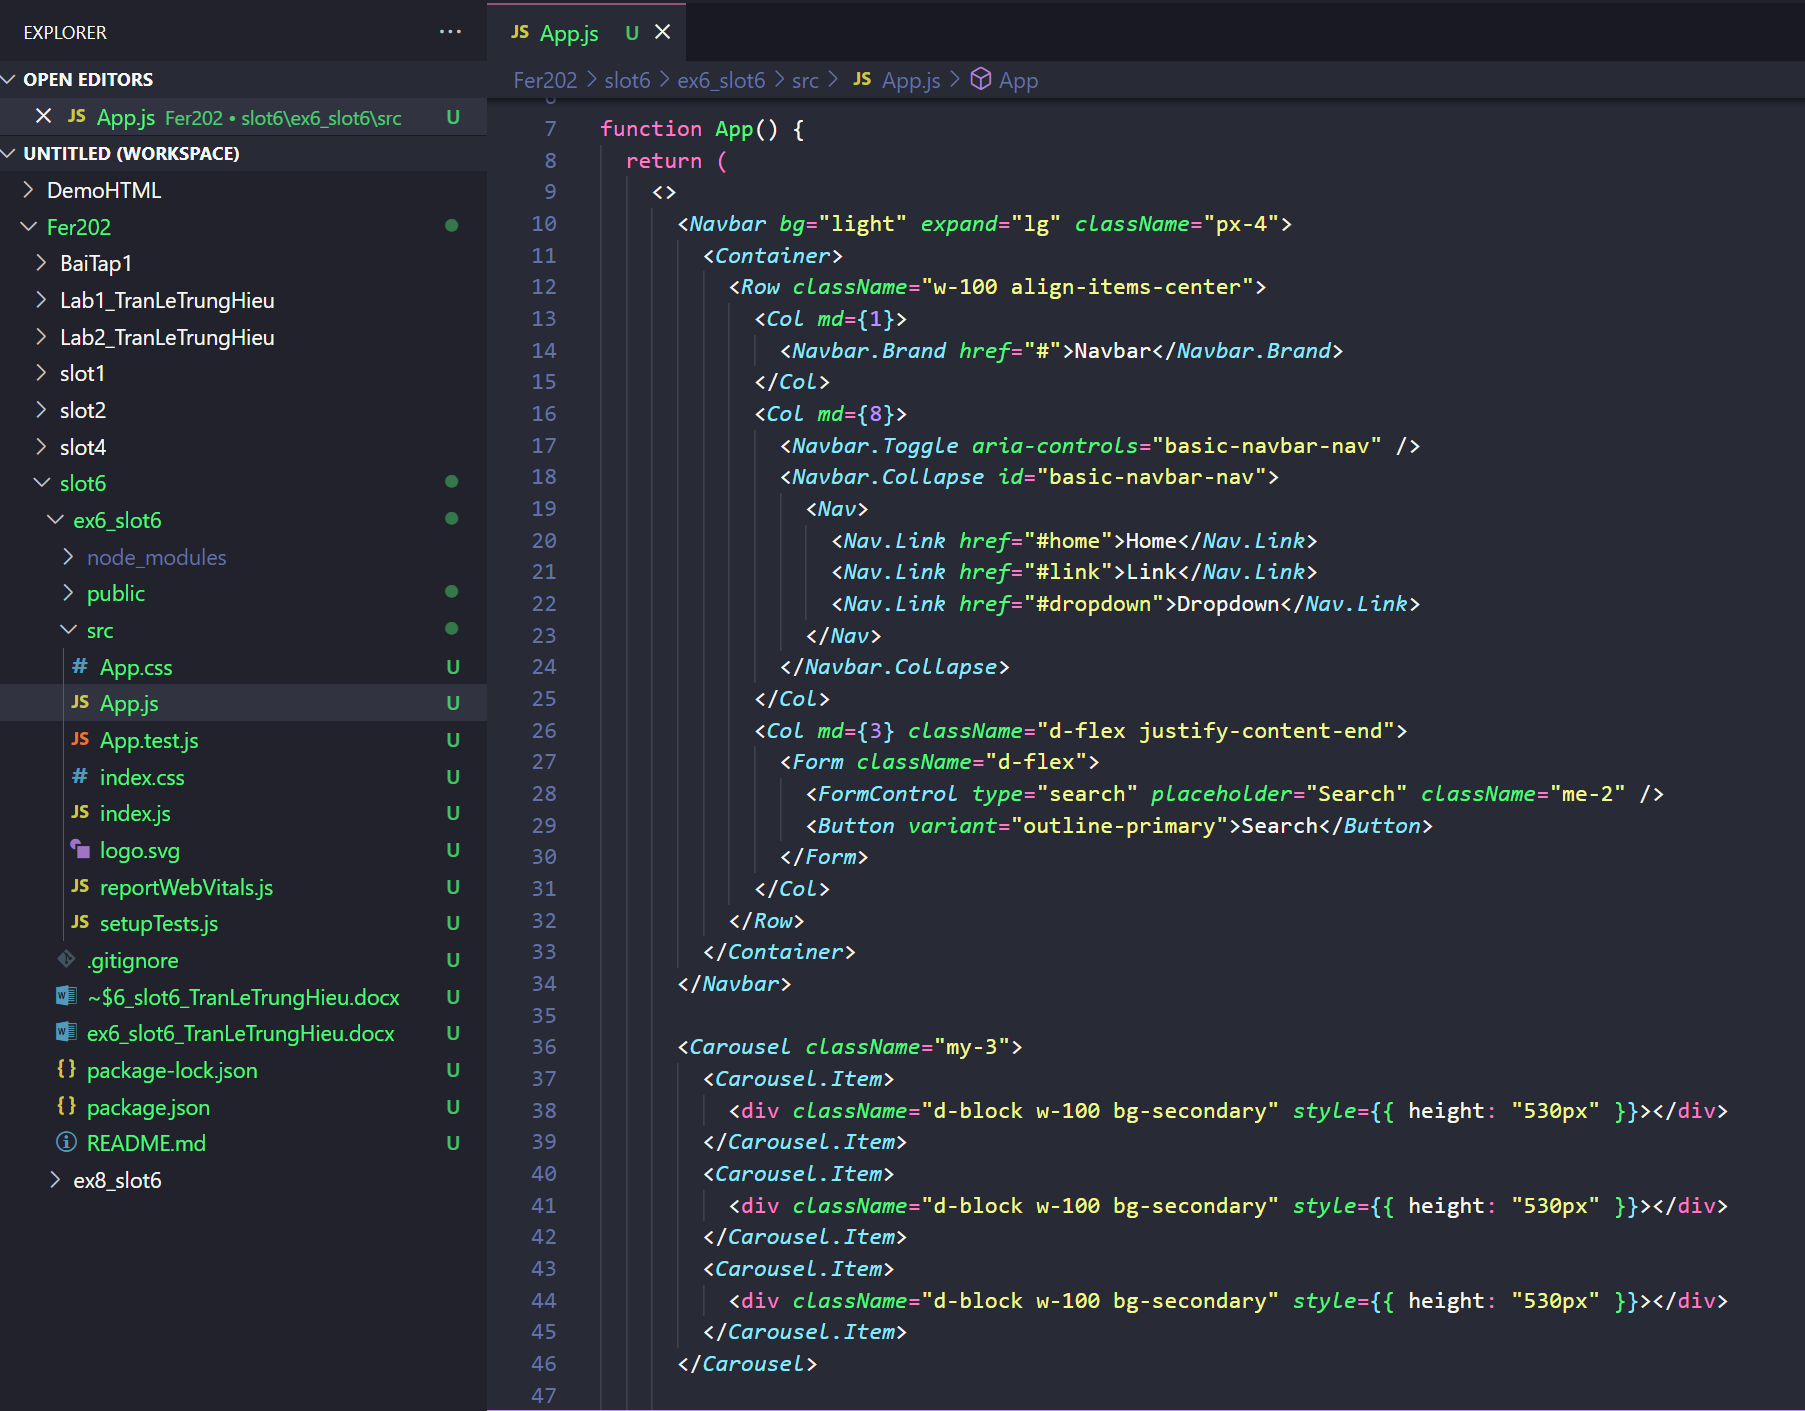 EXPLORER
OPEN EDITORS
JS App.js Fer202 • slot6\ex6_slot6\src U
UNTITLED (WORKSPACE)
DemoHTML
Fer202
BaiTap1
Lab1_TranLeTrungHieu
Lab2_TranLeTrungHieu
slot1
slot2
slot4
slot6
ex6_slot6
node_modules
public
src
# App.css U
JS App.js U
JS App.test.js U
# index.css U
JS index.js U
logo.svg U
JS reportWebVitals.js U
JS setupTests.js U
.gitignore U
~$6_slot6_TranLeTrungHieu.docx U
ex6_slot6_TranLeTrungHieu.docx U
{} package-lock.json U
{} package.json U
README.md U
ex8_slot6
JS App.js U
Fer202 > slot6 > ex6_slot6 > src > JS App.js > App
7 function App() {
8 return (
9 <>
10 <Navbar bg="light" expand="lg" className="px-4">
11 <Container>
12 <Row className="w-100 align-items-center">
13 <Col md={1}>
14 <Navbar.Brand href="#">Navbar</Navbar.Brand>
15 </Col>
16 <Col md={8}>
17 <Navbar.Toggle aria-controls="basic-navbar-nav" />
18 <Navbar.Collapse id="basic-navbar-nav">
19 <Nav>
20 <Nav.Link href="#home">Home</Nav.Link>
21 <Nav.Link href="#link">Link</Nav.Link>
22 <Nav.Link href="#dropdown">Dropdown</Nav.Link>
23 </Nav>
24 </Navbar.Collapse>
25 </Col>
26 <Col md={3} className="d-flex justify-content-end">
27 <Form className="d-flex">
28 <FormControl type="search" placeholder="Search" className="me-2" />
29 <Button variant="outline-primary">Search</Button>
30 </Form>
31 </Col>
32 </Row>
33 </Container>
34 </Navbar>
35
36 <Carousel className="my-3">
37 <Carousel.Item>
38 <div className="d-block w-100 bg-secondary" style={{ height: "530px" }}></div>
39 </Carousel.Item>
40 <Carousel.Item>
41 <div className="d-block w-100 bg-secondary" style={{ height: "530px" }}></div>
42 </Carousel.Item>
43 <Carousel.Item>
44 <div className="d-block w-100 bg-secondary" style={{ height: "530px" }}></div>
45 </Carousel.Item>
46 </Carousel>
47